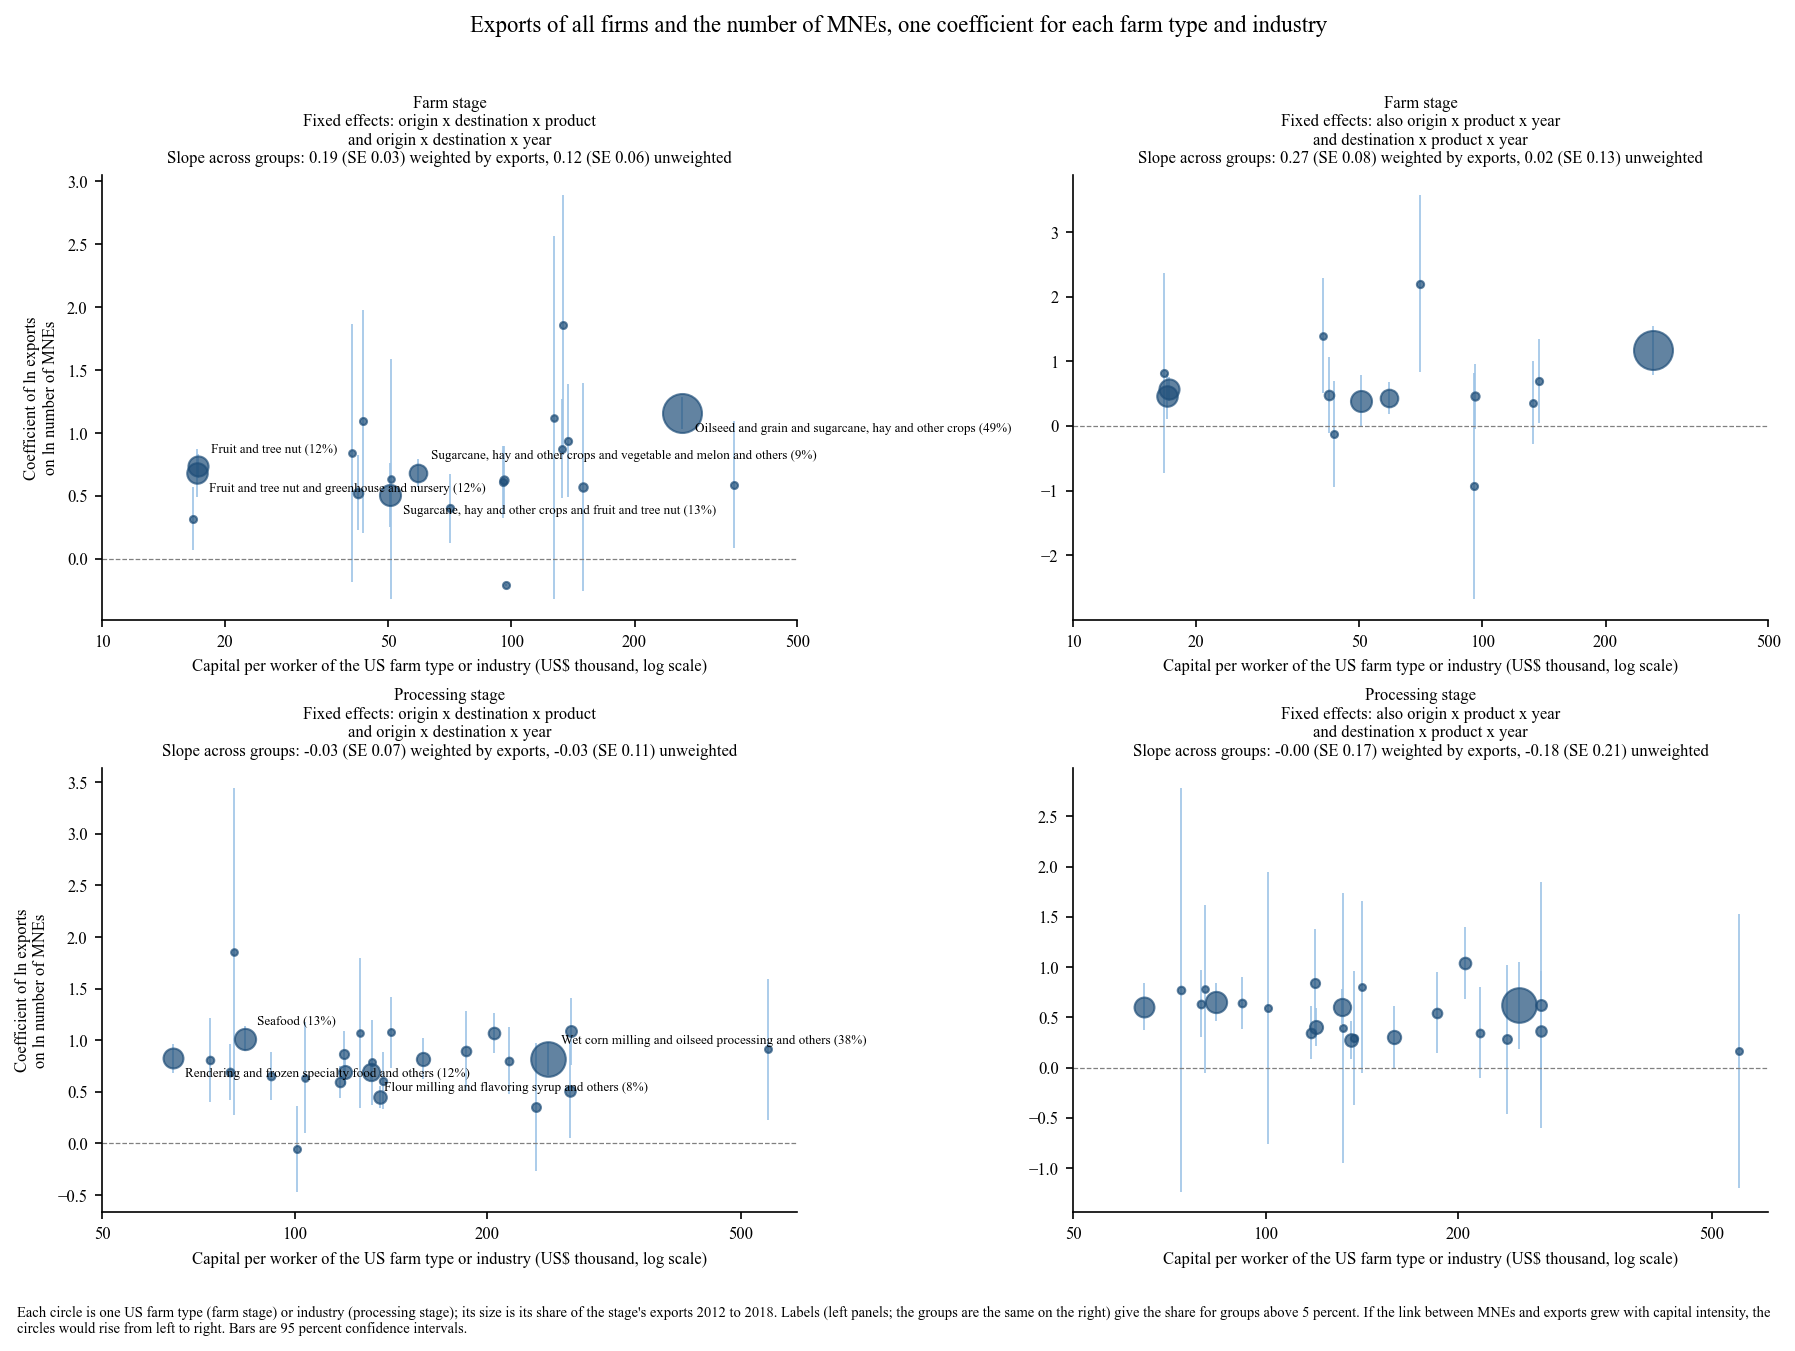 Exports of all firms and the number of MNEs, one coefficient for each farm type and industry
Farm stage
Fixed effects: origin x destination x product
and origin x destination x year
Slope across groups: 0.19 (SE 0.03) weighted by exports, 0.12 (SE 0.06) unweighted
3.0
2.5
2.0
1.5
1.0
0.5
0.0
Coefficient of ln exports
on ln number of MNEs
Fruit and tree nut (12%)
Fruit and tree nut and greenhouse and nursery (12%)
Sugarcane, hay and other crops and vegetable and melon and others (9%)
Sugarcane, hay and other crops and fruit and tree nut (13%)
Oilseed and grain and sugarcane, hay and other crops (49%)
10 20 50 100 200 500
Capital per worker of the US farm type or industry (US$ thousand, log scale)
Farm stage
Fixed effects: also origin x product x year
and destination x product x year
Slope across groups: 0.27 (SE 0.08) weighted by exports, 0.02 (SE 0.13) unweighted
3
2
1
0
−1
−2
10 20 50 100 200 500
Capital per worker of the US farm type or industry (US$ thousand, log scale)
Processing stage
Fixed effects: origin x destination x product
and origin x destination x year
Slope across groups: -0.03 (SE 0.07) weighted by exports, -0.03 (SE 0.11) unweighted
3.5
3.0
2.5
2.0
1.5
1.0
0.5
0.0
−0.5
Coefficient of ln exports
on ln number of MNEs
Seafood (13%)
Wet corn milling and oilseed processing and others (38%)
Rendering and frozen specialty food and others (12%)
Flour milling and flavoring syrup and others (8%)
50 100 200 500
Capital per worker of the US farm type or industry (US$ thousand, log scale)
Processing stage
Fixed effects: also origin x product x year
and destination x product x year
Slope across groups: -0.00 (SE 0.17) weighted by exports, -0.18 (SE 0.21) unweighted
2.5
2.0
1.5
1.0
0.5
0.0
−0.5
−1.0
50 100 200 500
Capital per worker of the US farm type or industry (US$ thousand, log scale)
Each circle is one US farm type (farm stage) or industry (processing stage); its size is its share of the stage's exports 2012 to 2018. Labels (left panels; the groups are the same on the right) give the share for groups above 5 percent. If the link between MNEs and exports grew with capital intensity, the
circles would rise from left to right. Bars are 95 percent confidence intervals.